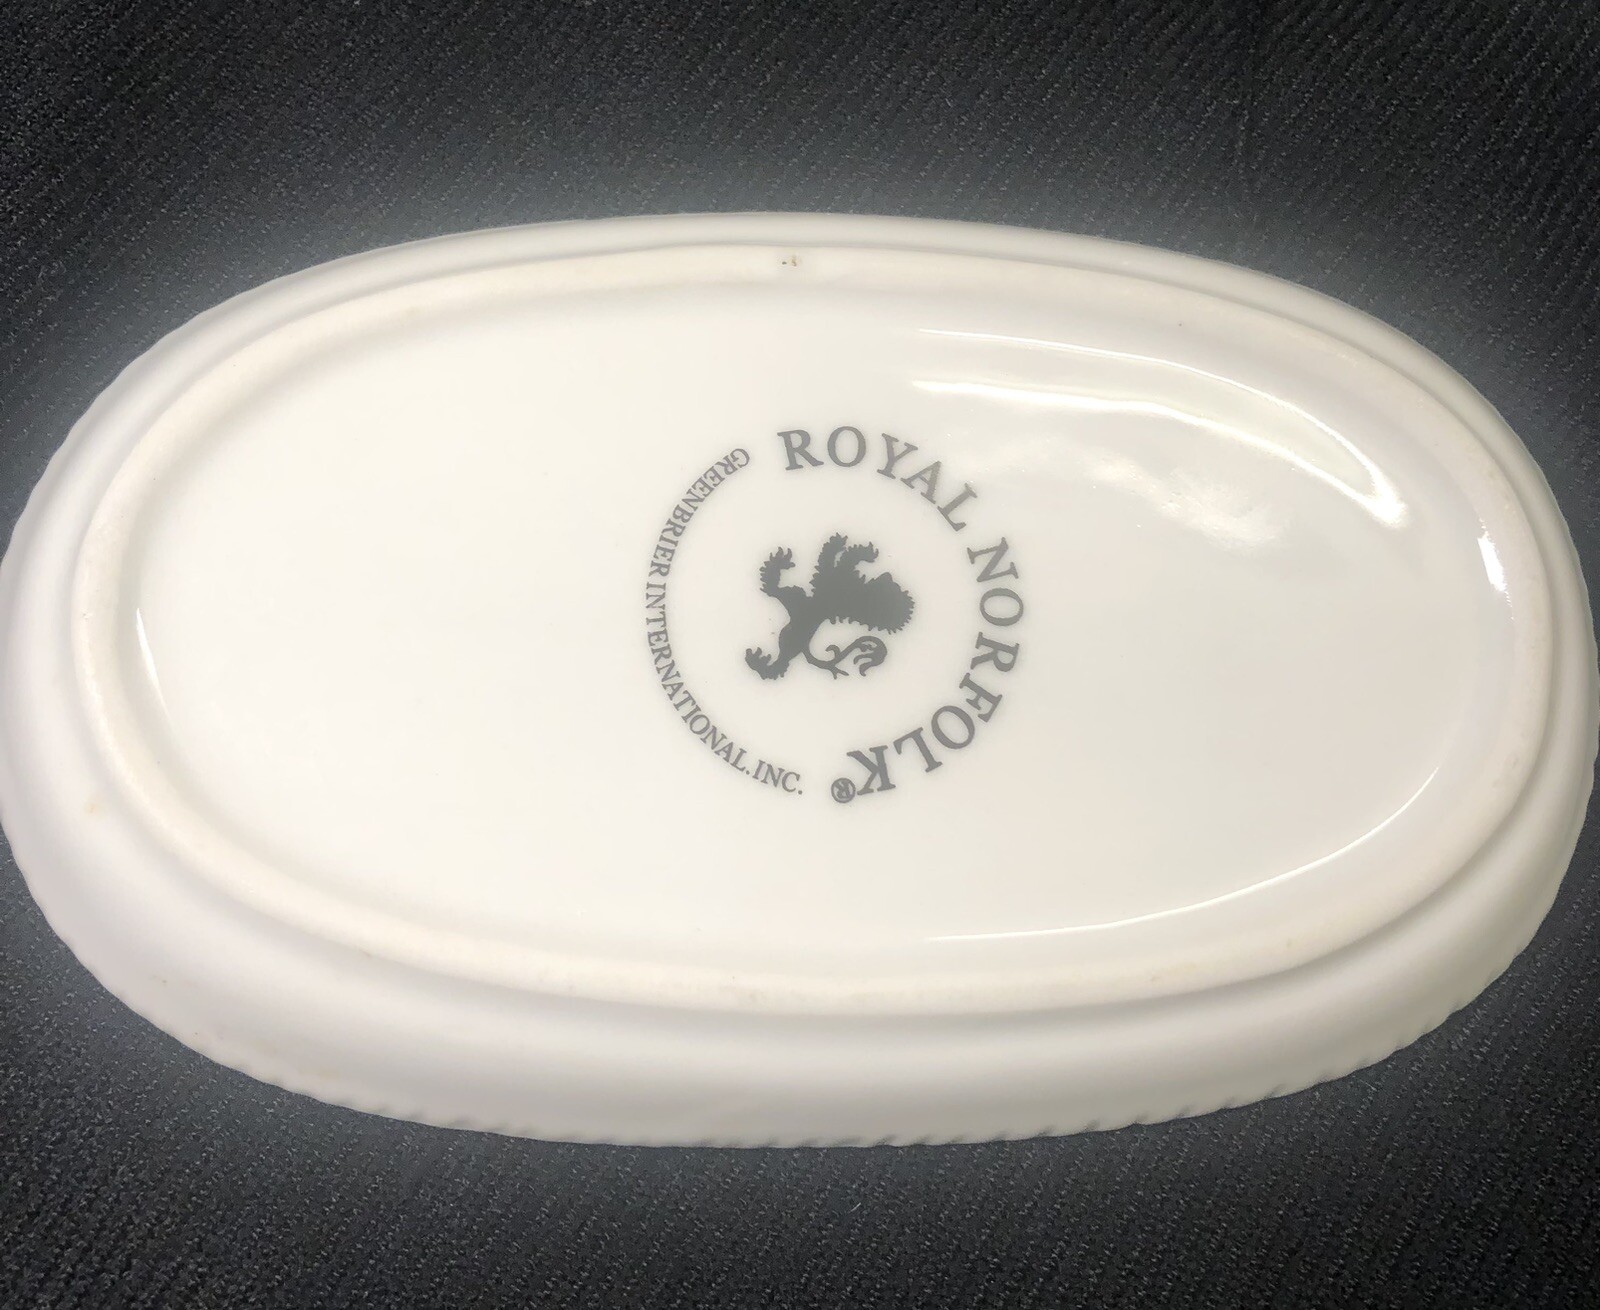 ROYAL NORFOLK®
GREENBRIER INTERNATIONAL.INC.